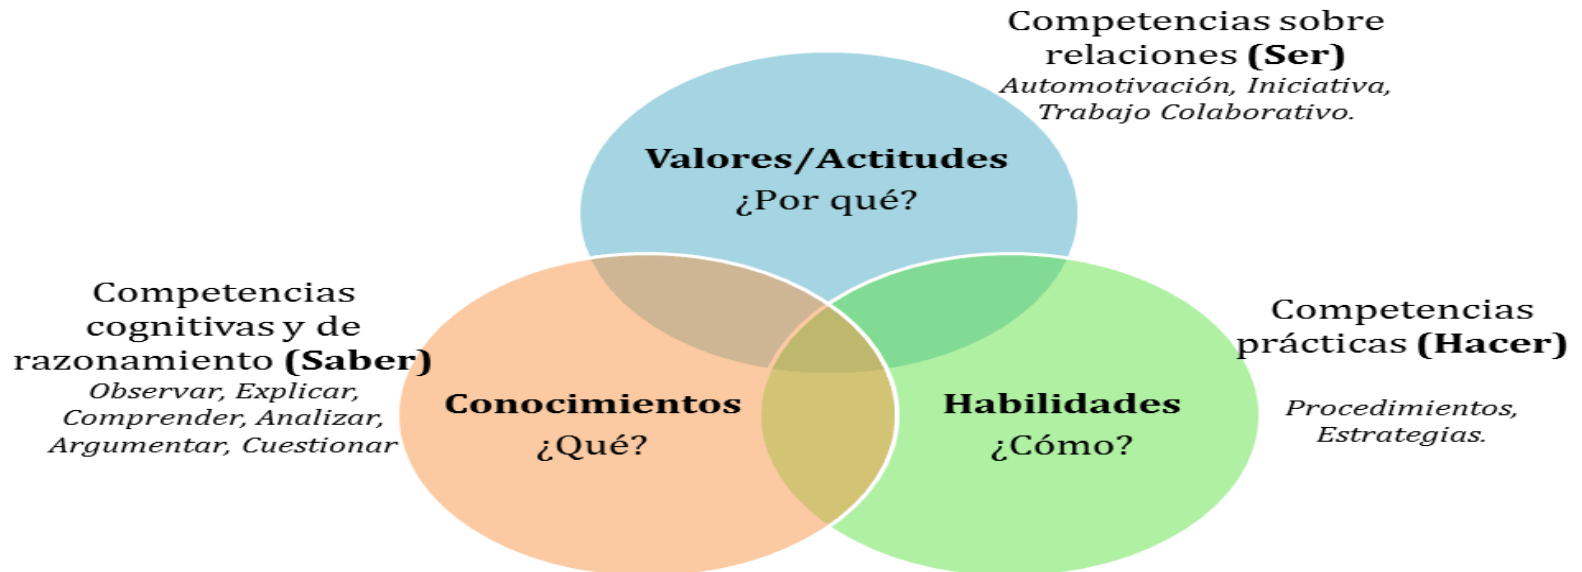 Competencias sobre
relaciones (Ser)
Automotivación, Iniciativa,
Trabajo Colaborativo.
Valores/Actitudes
¿Por qué?
Competencias
cognitivas y de
razonamiento (Saber)
Observar, Explicar,
Comprender, Analizar,
Argumentar, Cuestionar
Conocimientos
¿Qué?
Habilidades
¿Cómo?
Competencias
prácticas (Hacer)
Procedimientos,
Estrategias.